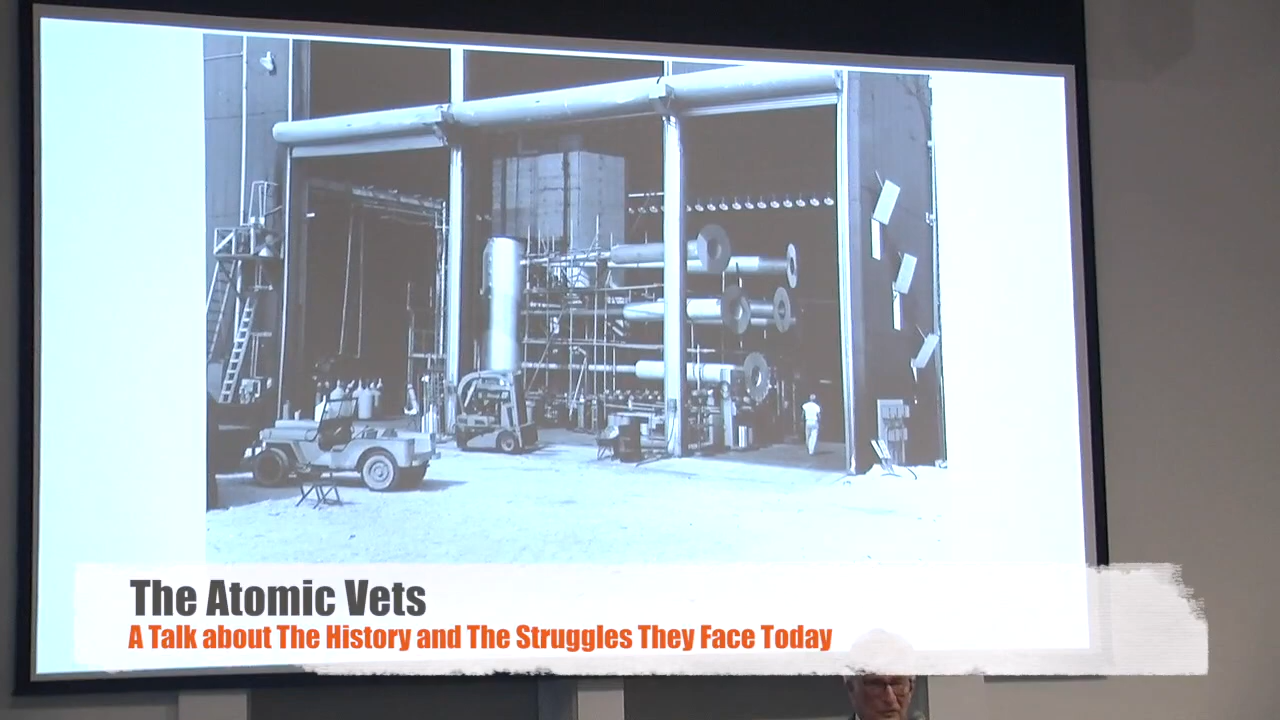 The Atomic Vets
A Talk about The History and The Struggles They Face Today